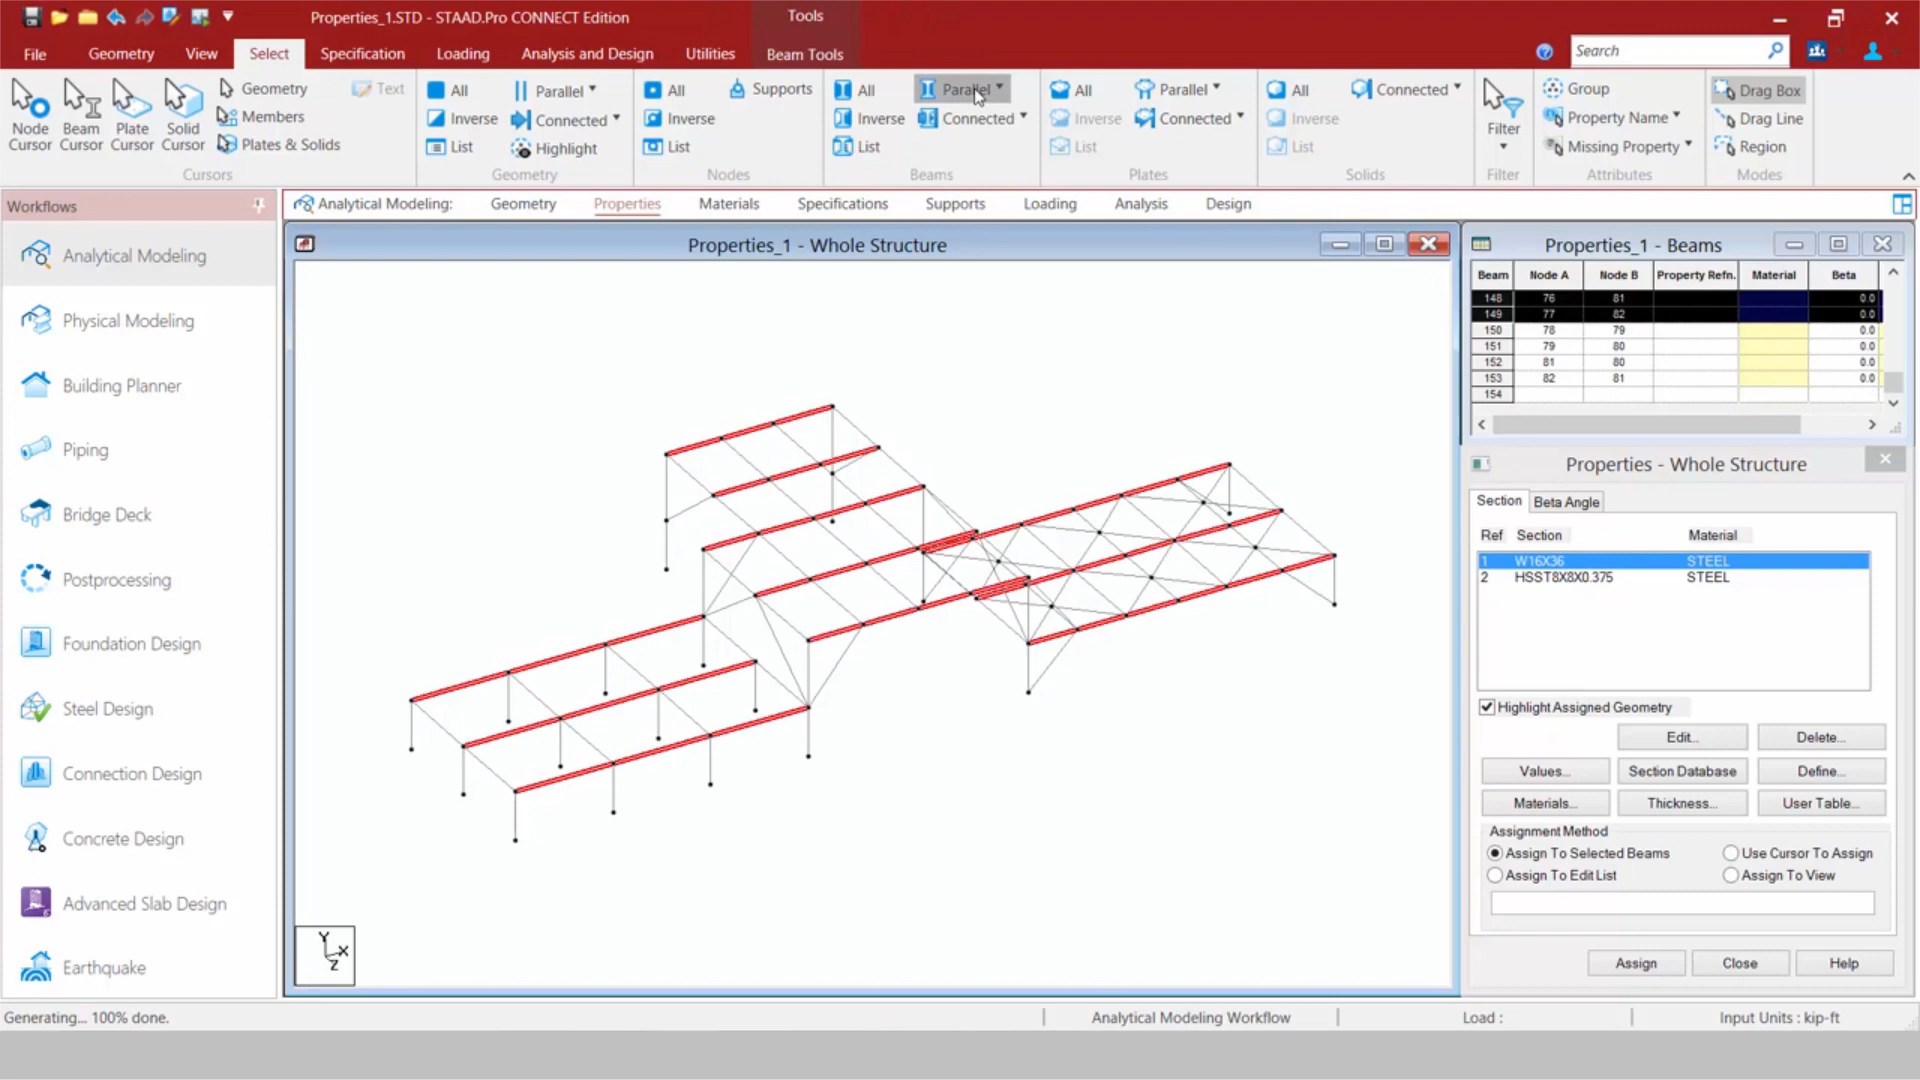 Properties_1.STD - STAAD.Pro CONNECT Edition
Tools
File Geometry View Select Specification Loading Analysis and Design Utilities Beam Tools Search
Node Cursor Beam Cursor Plate Cursor Solid Cursor
Geometry Text
Members
Plates & Solids
Cursors
All Parallel
Inverse Connected
List Highlight
Geometry
All Supports
Inverse
List
Nodes
All Parallel
Inverse Connected
List
Beams
All Parallel
Inverse Connected
List
Plates
All Connected
Inverse
List
Solids
Filter
Filter
Group
Property Name
Missing Property
Attributes
Drag Box
Drag Line
Region
Modes
Workflows
Analytical Modeling
Physical Modeling
Building Planner
Piping
Bridge Deck
Postprocessing
Foundation Design
Steel Design
Connection Design
Concrete Design
Advanced Slab Design
Earthquake
Analytical Modeling: Geometry Properties Materials Specifications Supports Loading Analysis Design
Properties_1 - Whole Structure
Y
X
Z
Properties_1 - Beams
Beam Node A Node B Property Refn. Material Beta
148 76 81 0.0
149 77 82 0.0
150 78 79 0.0
151 79 80 0.0
152 81 80 0.0
153 82 81 0.0
154
Properties - Whole Structure
Section Beta Angle
Ref Section Material
1 W16X36 STEEL
2 HSST8X8X0.375 STEEL
Highlight Assigned Geometry
Edit... Delete...
Values... Section Database Define...
Materials... Thickness... User Table...
Assignment Method
Assign To Selected Beams Use Cursor To Assign
Assign To Edit List Assign To View
Assign Close Help
Generating... 100% done. Analytical Modeling Workflow Load : Input Units : kip-ft